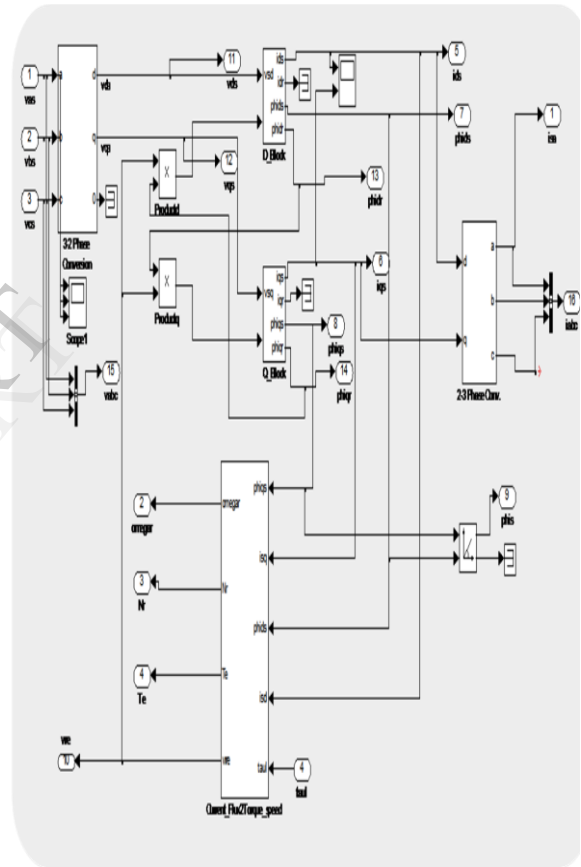 1
vas
2
vbs
3
vcs
a
b
c
d
q
0
3-2 Phase
Conversion
vds
vqs
11
vds
12
vqs
vsd
ids
idr
phids
phidr
D_Block
5
ids
7
phids
13
phidr
1
isa
X
Productd
X
Productq
vsq
iqs
iqr
phiqs
phiqr
Q_Block
6
iqs
8
phiqs
14
phiqr
Scope1
15
vabc
d
q
a
b
c
2-3 Phase Conv.
16
iabc
omegar
Nr
Te
we
phiqs
isq
phids
isd
taul
Current_Flux2Torque_speed
2
omegar
3
Nr
4
Te
we
10
4
taul
9
phis